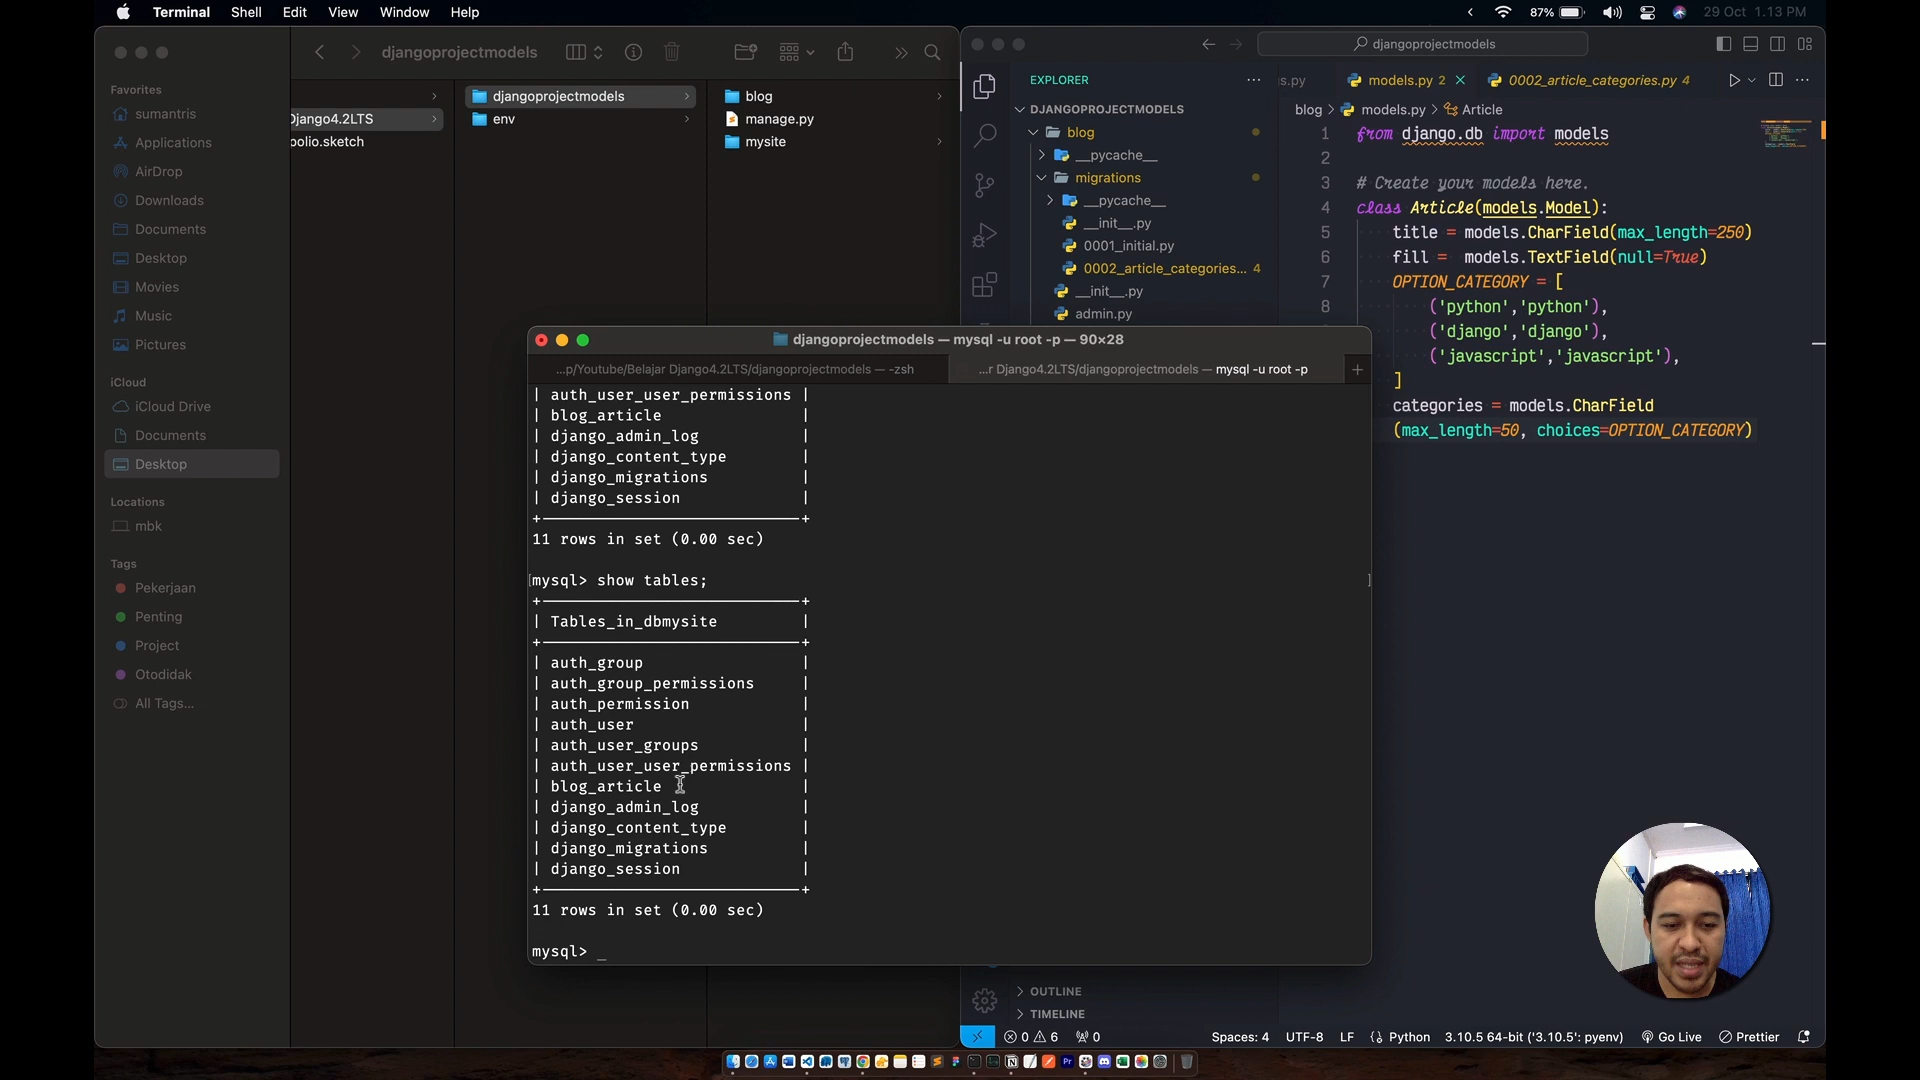 Terminal Shell Edit View Window Help
87% 29 Oct 1.13 PM
djangoprojectmodels
Favorites
sumantris
Applications
AirDrop
Downloads
Documents
Desktop
Movies
Music
Pictures
iCloud
iCloud Drive
Documents
Desktop
Locations
mbk
Tags
Pekerjaan
Penting
Project
Otodidak
All Tags...
Django4.2LTS
polio.sketch
djangoprojectmodels
env
blog
manage.py
mysite
djangoprojectmodels
EXPLORER
DJANGOPROJECTMODELS
blog
__pycache__
migrations
__pycache__
__init__.py
0001_initial.py
0002_article_categories... 4
__init__.py
admin.py
OUTLINE
TIMELINE
s.py models.py 2 0002_article_categories.py 4
blog > models.py > Article
1 from django.db import models
2
3 # Create your models here.
4 class Article(models.Model):
5 title = models.CharField(max_length=250)
6 fill = models.TextField(null=True)
7 OPTION_CATEGORY = [
8 ('python','python'),
('django','django'),
('javascript','javascript'),
]
categories = models.CharField
(max_length=50, choices=OPTION_CATEGORY)
djangoprojectmodels — mysql -u root -p — 90×28
...p/Youtube/Belajar Django4.2LTS/djangoprojectmodels — -zsh
...r Django4.2LTS/djangoprojectmodels — mysql -u root -p
| auth_user_user_permissions |
| blog_article |
| django_admin_log |
| django_content_type |
| django_migrations |
| django_session |
+----------------------------+
11 rows in set (0.00 sec)
[mysql> show tables; ]
+----------------------------+
| Tables_in_dbmysite |
+----------------------------+
| auth_group |
| auth_group_permissions |
| auth_permission |
| auth_user |
| auth_user_groups |
| auth_user_user_permissions |
| blog_article |
| django_admin_log |
| django_content_type |
| django_migrations |
| django_session |
+----------------------------+
11 rows in set (0.00 sec)
mysql> _
0 6 0 Spaces: 4 UTF-8 LF Python 3.10.5 64-bit ('3.10.5': pyenv) Go Live Prettier